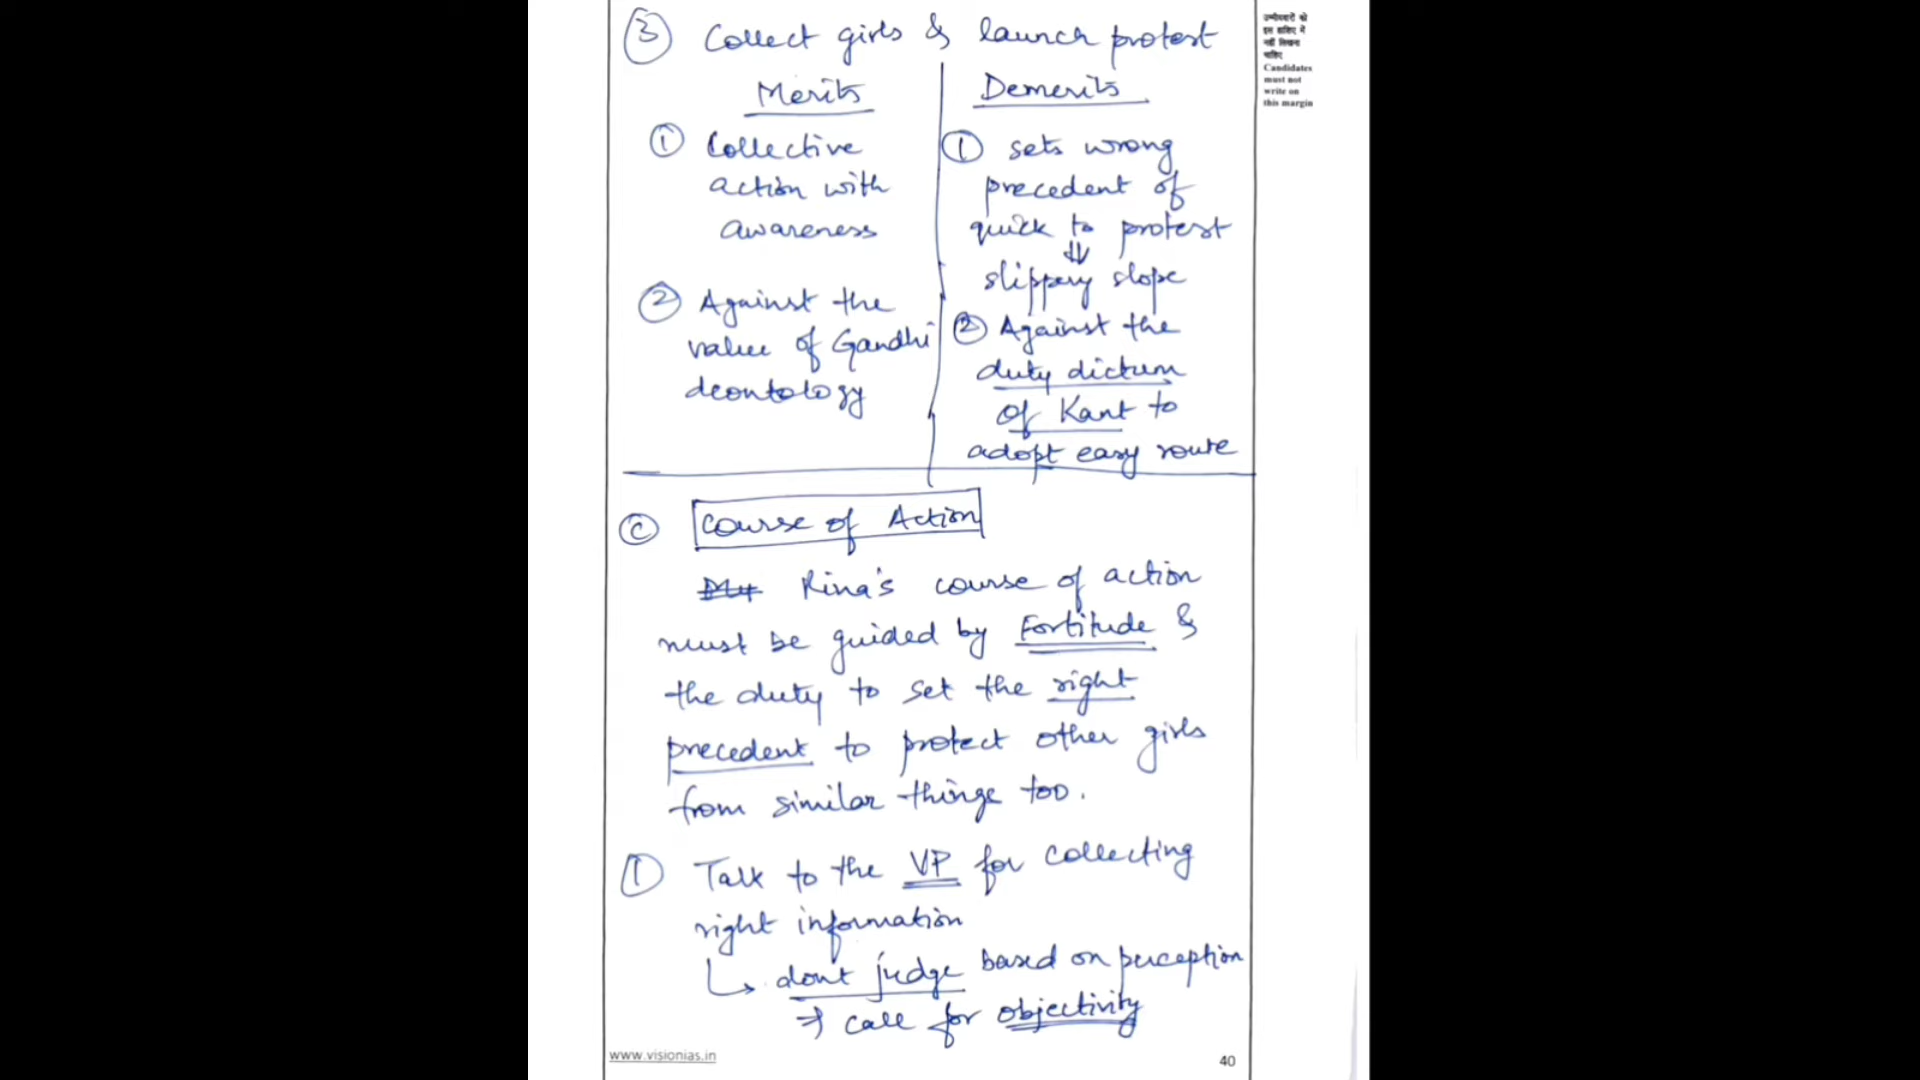 3 Collect girls & launch protest
Merits
1 Collective
action with
awareness
2 Against the
value of Gandhi
deontology
Demerits
1 sets wrong
precedent of
quick to protest
⇓
slippery slope
2 Against the
duty dictum
of Kant to
adopt easy route
C Course of Action
Rina's course of action
must be guided by Fortitude &
the duty to set the right
precedent to protect other girls
from similar things too.
1 Talk to the VP for collecting
right information
↳ dont judge based on perception
⇒ call for objectivity
उम्मीदवारों को
इस हाशिए में
नहीं लिखना
चाहिए
Candidates
must not
write on
this margin
www.visionias.in
40